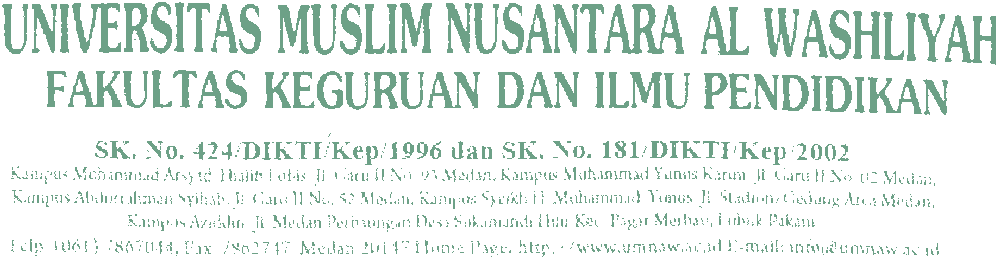 UNIVERSITAS MUSLIM NUSANTARA AL WASHLIYAH
FAKULTAS KEGURUAN DAN ILMU PENDIDIKAN
SK. No. 424/DIKTI/Kep/1996 dan SK. No. 181/DIKTI/Kep/2002
Kampus Muhammad Arsyad Thalib Lubis Jl Garu II No 93 Medan, Kampus Muhammad Yunus Karim Jl. Garu II No 02 Medan,
Kampus Abdurrahman Syihab, Jl Garu II No. 52 Medan, Kampus Syeikh H Muhammad Yunus Jl Stadion/Gedung Arca Medan,
Kampus Aziddin Jl Medan Perbaungan Desa Sukamandi Hilir Kec Pagar Merbau, Lubuk Pakam
Telp (061) 7867044, Fax 7862747 Medan 20147 Home Page: http://www.umnaw.ac.id E-mail: info@umnaw.ac.id